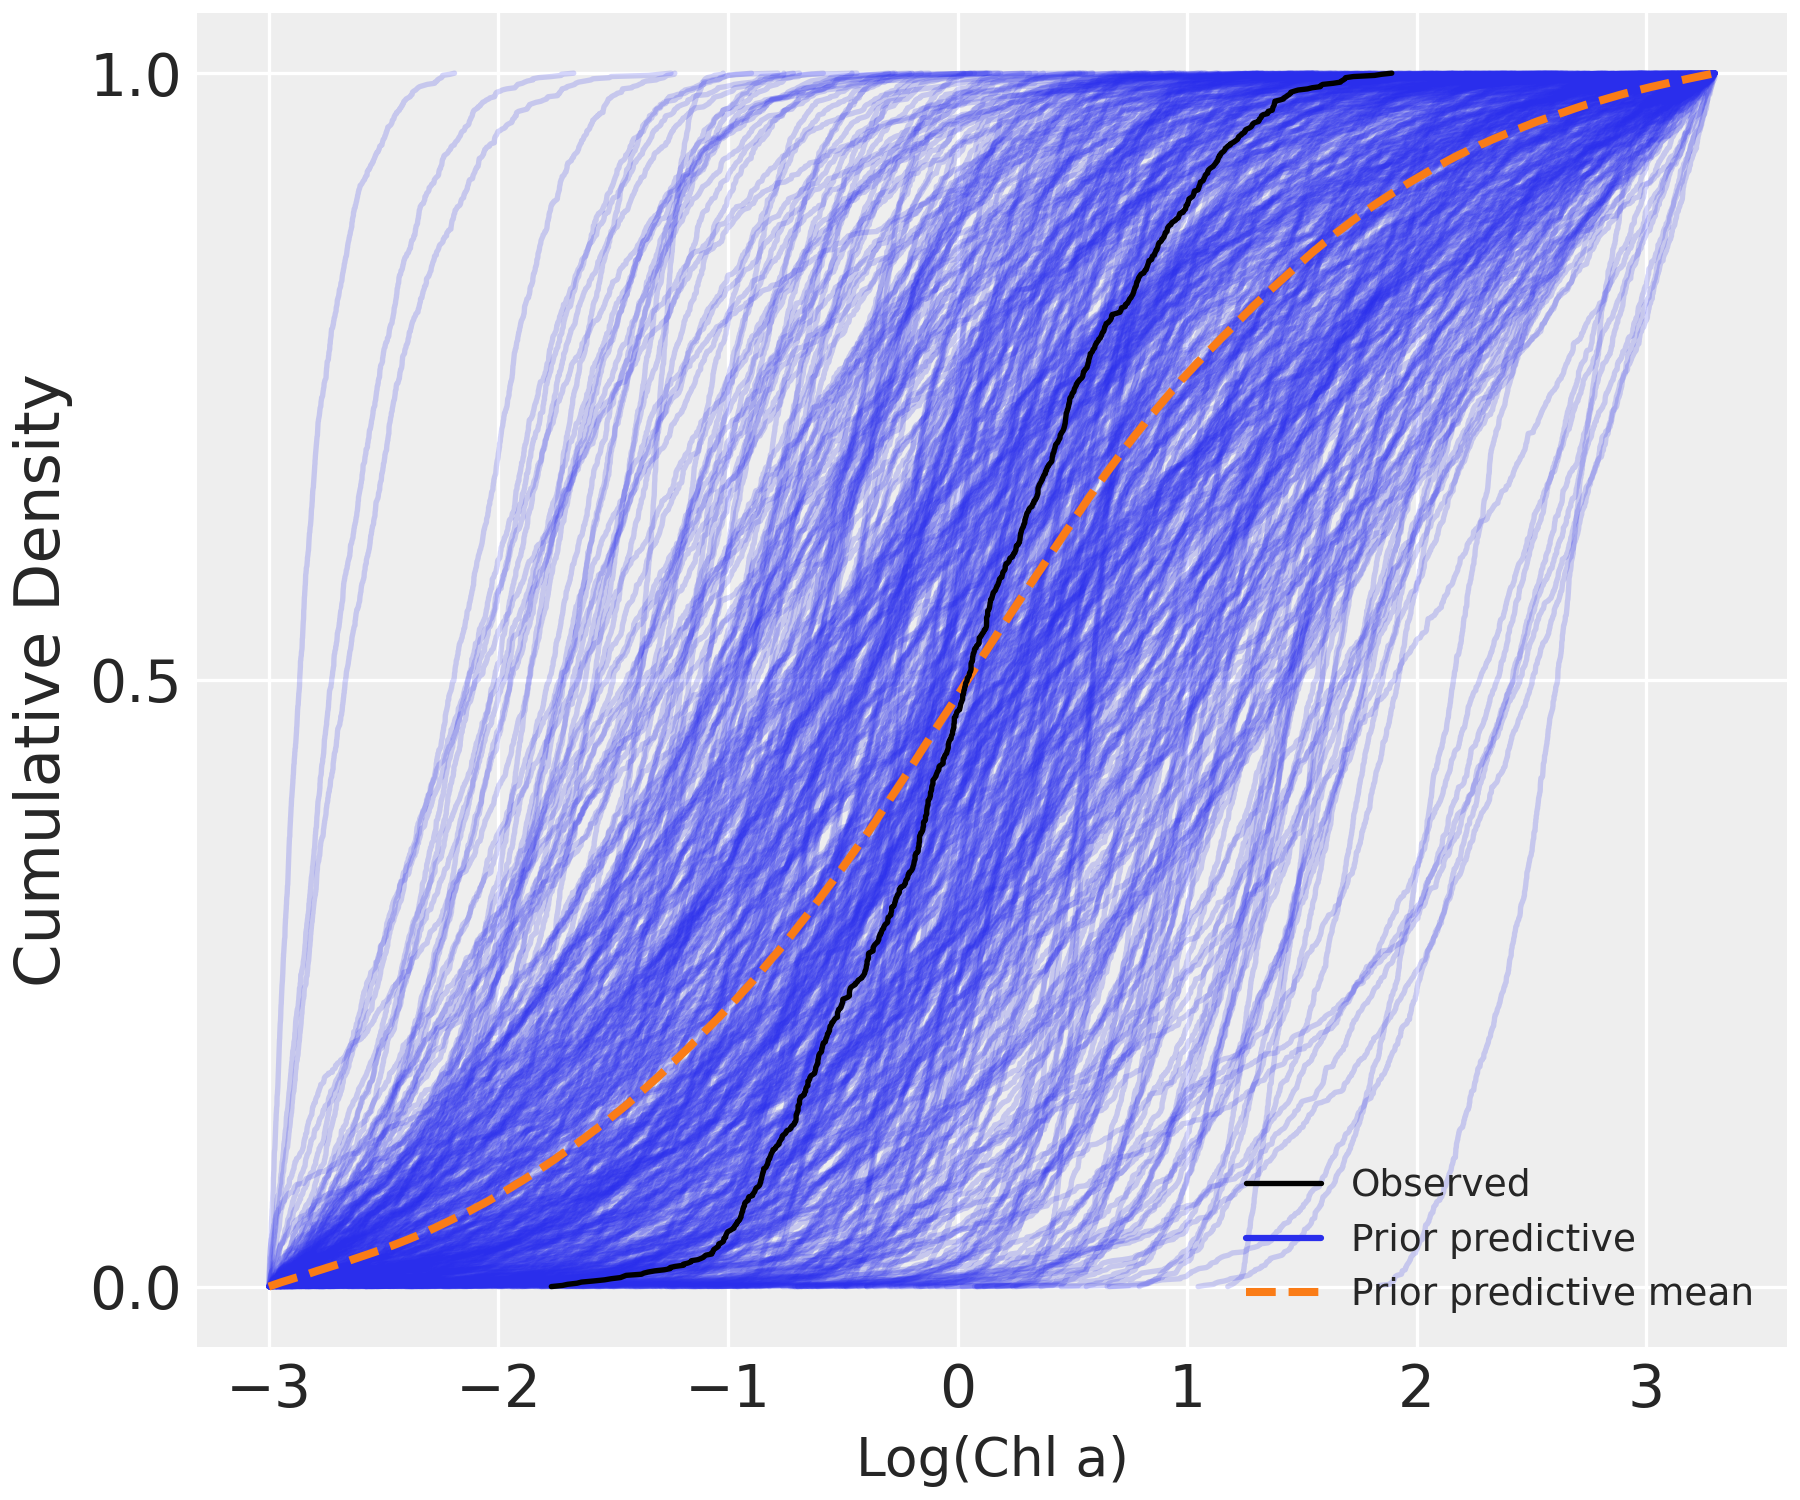 1.0
0.5
0.0
Cumulative Density
Observed
Prior predictive
Prior predictive mean
−3 −2 −1 0 1 2 3
Log(Chl a)